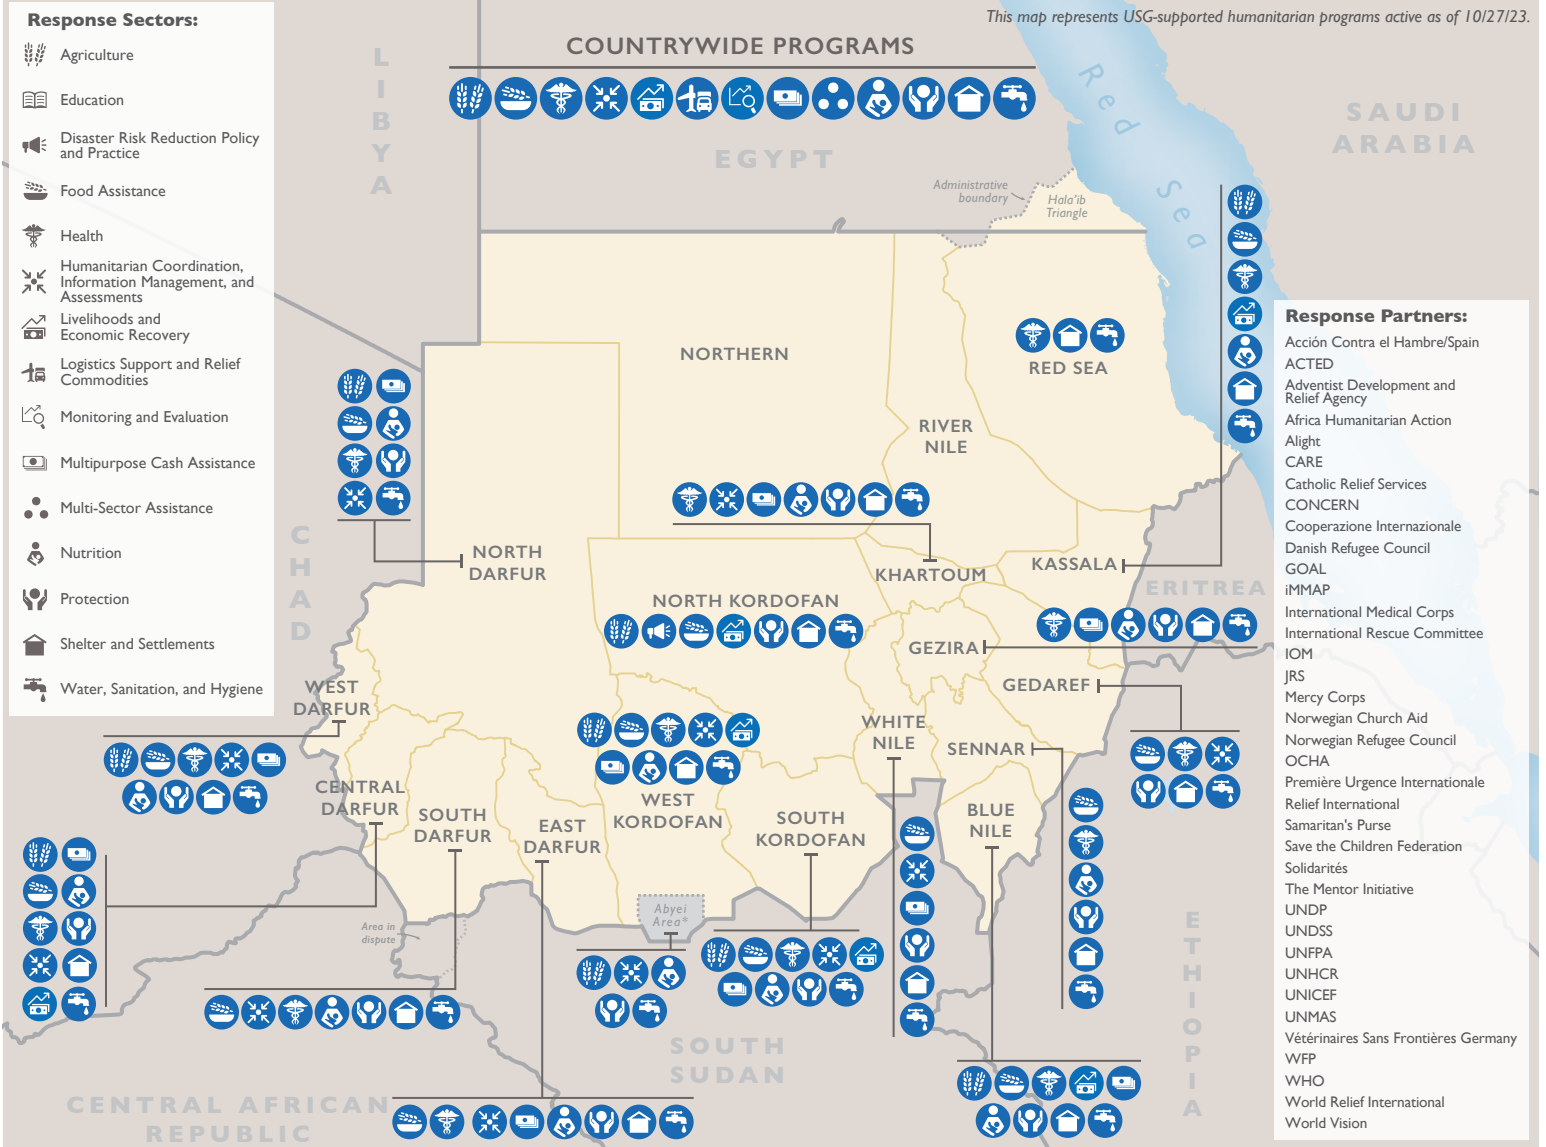 Response Sectors:
Agriculture
Education
Disaster Risk Reduction Policy
and Practice
Food Assistance
Health
Humanitarian Coordination,
Information Management, and
Assessments
Livelihoods and
Economic Recovery
Logistics Support and Relief
Commodities
Monitoring and Evaluation
Multipurpose Cash Assistance
Multi-Sector Assistance
Nutrition
Protection
Shelter and Settlements
Water, Sanitation, and Hygiene
This map represents USG-supported humanitarian programs active as of 10/27/23.
COUNTRYWIDE PROGRAMS
LIBYA
EGYPT
Red Sea
SAUDI
ARABIA
Administrative
boundary
Hala'ib
Triangle
NORTHERN
RED SEA
RIVER
NILE
CHAD
NORTH
DARFUR
KHARTOUM
KASSALA
ERITREA
NORTH KORDOFAN
GEZIRA
GEDAREF
WEST
DARFUR
WHITE
NILE
SENNAR
CENTRAL
DARFUR
SOUTH
DARFUR
EAST
DARFUR
WEST
KORDOFAN
SOUTH
KORDOFAN
BLUE
NILE
Abyei
Area*
Area in
dispute
ETHIOPIA
SOUTH
SUDAN
CENTRAL AFRICAN
REPUBLIC
Response Partners:
Acción Contra el Hambre/Spain
ACTED
Adventist Development and
Relief Agency
Africa Humanitarian Action
Alight
CARE
Catholic Relief Services
CONCERN
Cooperazione Internazionale
Danish Refugee Council
GOAL
iMMAP
International Medical Corps
International Rescue Committee
IOM
JRS
Mercy Corps
Norwegian Church Aid
Norwegian Refugee Council
OCHA
Première Urgence Internationale
Relief International
Samaritan's Purse
Save the Children Federation
Solidarités
The Mentor Initiative
UNDP
UNDSS
UNFPA
UNHCR
UNICEF
UNMAS
Vétérinaires Sans Frontières Germany
WFP
WHO
World Relief International
World Vision